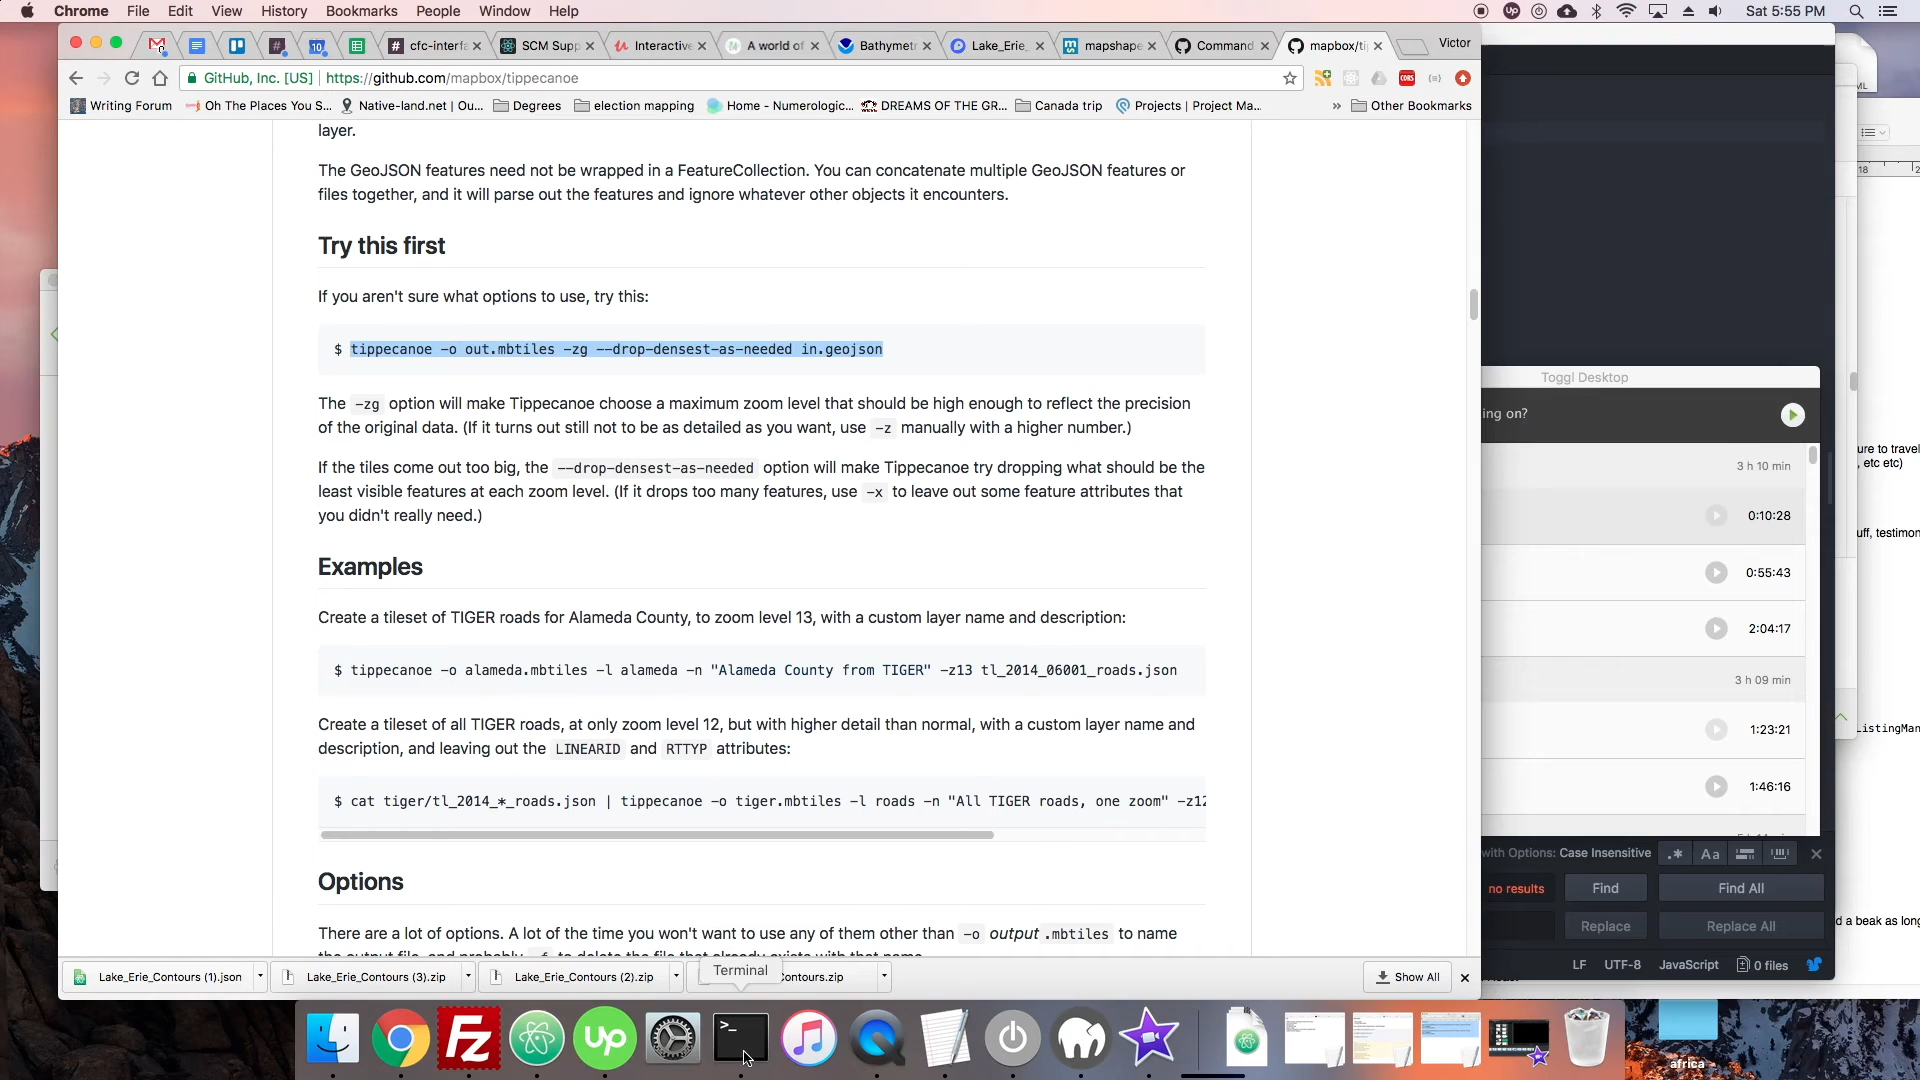 Chrome File Edit View History Bookmarks People Window Help
Sat 5:55 PM
cfc-interfa
SCM Supp
Interactive
A world of
Bathymetr
Lake_Erie_
mapshape
Command
mapbox/ti
Victor
GitHub, Inc. [US] | https://github.com/mapbox/tippecanoe
Writing Forum
Oh The Places You S...
Native-land.net | Ou...
Degrees
election mapping
Home - Numerologic...
DREAMS OF THE GR...
Canada trip
Projects | Project Ma...
»
Other Bookmarks
layer.
The GeoJSON features need not be wrapped in a FeatureCollection. You can concatenate multiple GeoJSON features or
files together, and it will parse out the features and ignore whatever other objects it encounters.
Try this first
If you aren't sure what options to use, try this:
$ tippecanoe -o out.mbtiles -zg --drop-densest-as-needed in.geojson
The -zg option will make Tippecanoe choose a maximum zoom level that should be high enough to reflect the precision
of the original data. (If it turns out still not to be as detailed as you want, use -z manually with a higher number.)
If the tiles come out too big, the --drop-densest-as-needed option will make Tippecanoe try dropping what should be the
least visible features at each zoom level. (If it drops too many features, use -x to leave out some feature attributes that
you didn't really need.)
Examples
Create a tileset of TIGER roads for Alameda County, to zoom level 13, with a custom layer name and description:
$ tippecanoe -o alameda.mbtiles -l alameda -n "Alameda County from TIGER" -z13 tl_2014_06001_roads.json
Create a tileset of all TIGER roads, at only zoom level 12, but with higher detail than normal, with a custom layer name and
description, and leaving out the LINEARID and RTTYP attributes:
$ cat tiger/tl_2014_*_roads.json | tippecanoe -o tiger.mbtiles -l roads -n "All TIGER roads, one zoom" -z12
Options
There are a lot of options. A lot of the time you won't want to use any of them other than -o output .mbtiles to name
Terminal
Lake_Erie_Contours (1).json
Lake_Erie_Contours (3).zip
Lake_Erie_Contours (2).zip
contours.zip
Show All
Toggl Desktop
ing on?
3 h 10 min
0:10:28
0:55:43
2:04:17
3 h 09 min
1:23:21
1:46:16
with Options: Case Insensitive
.* Aa
no results
Find
Find All
Replace
Replace All
LF UTF-8 JavaScript 0 files
18
ure to travel
, etc etc)
uff, testimon
ListingMan
d a beak as long
Fz
up
>_
africa